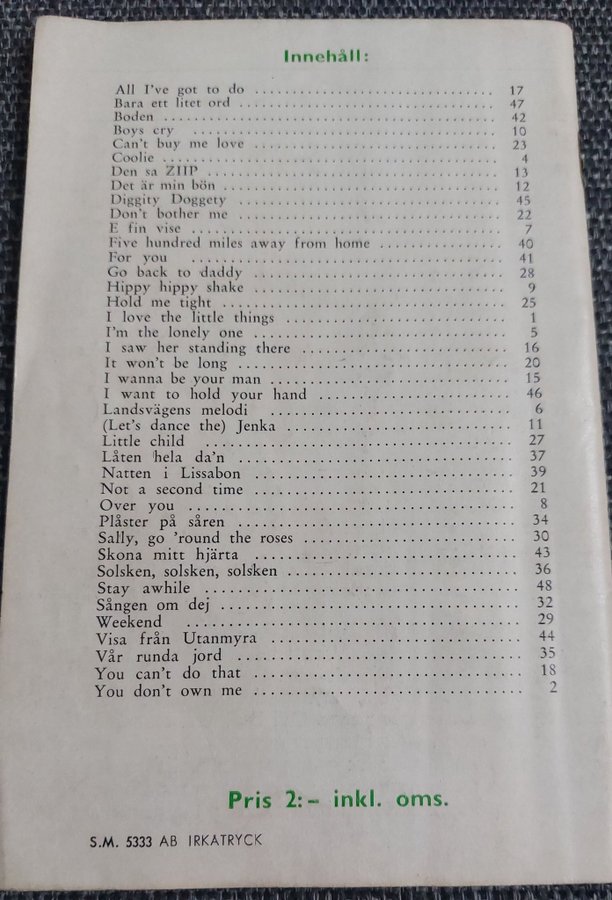 Innehåll:
All I've got to do ................................ 17
Bara ett litet ord ................................ 47
Boden ................................ 42
Boys cry ................................ 10
Can't buy me love ................................ 23
Coolie ................................ 4
Den sa ZIIP ................................ 13
Det är min bön ................................ 12
Diggity Doggety ................................ 45
Don't bother me ................................ 22
E fin vise ................................ 7
Five hundred miles away from home ................ 40
For you ................................ 41
Go back to daddy ................................ 28
Hippy hippy shake ................................ 9
Hold me tight ................................ 25
I love the little things ................................ 1
I'm the lonely one ................................ 5
I saw her standing there ................................ 16
It won't be long ................................ 20
I wanna be your man ................................ 15
I want to hold your hand ................................ 46
Landsvägens melodi ................................ 6
(Let's dance the) Jenka ................................ 11
Little child ................................ 27
Låten hela da'n ................................ 37
Natten i Lissabon ................................ 39
Not a second time ................................ 21
Over you ................................ 8
Plåster på såren ................................ 34
Sally, go 'round the roses ................................ 30
Skona mitt hjärta ................................ 43
Solsken, solsken, solsken ................................ 36
Stay awhile ................................ 48
Sången om dej ................................ 32
Weekend ................................ 29
Visa från Utanmyra ................................ 44
Vår runda jord ................................ 35
You can't do that ................................ 18
You don't own me ................................ 2
Pris 2:– inkl. oms.
S.M. 5333 AB IRKATRYCK